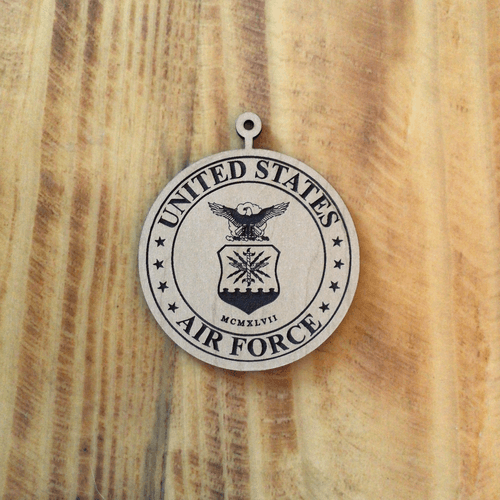 UNITED STATES
MCMXLVII
AIR FORCE